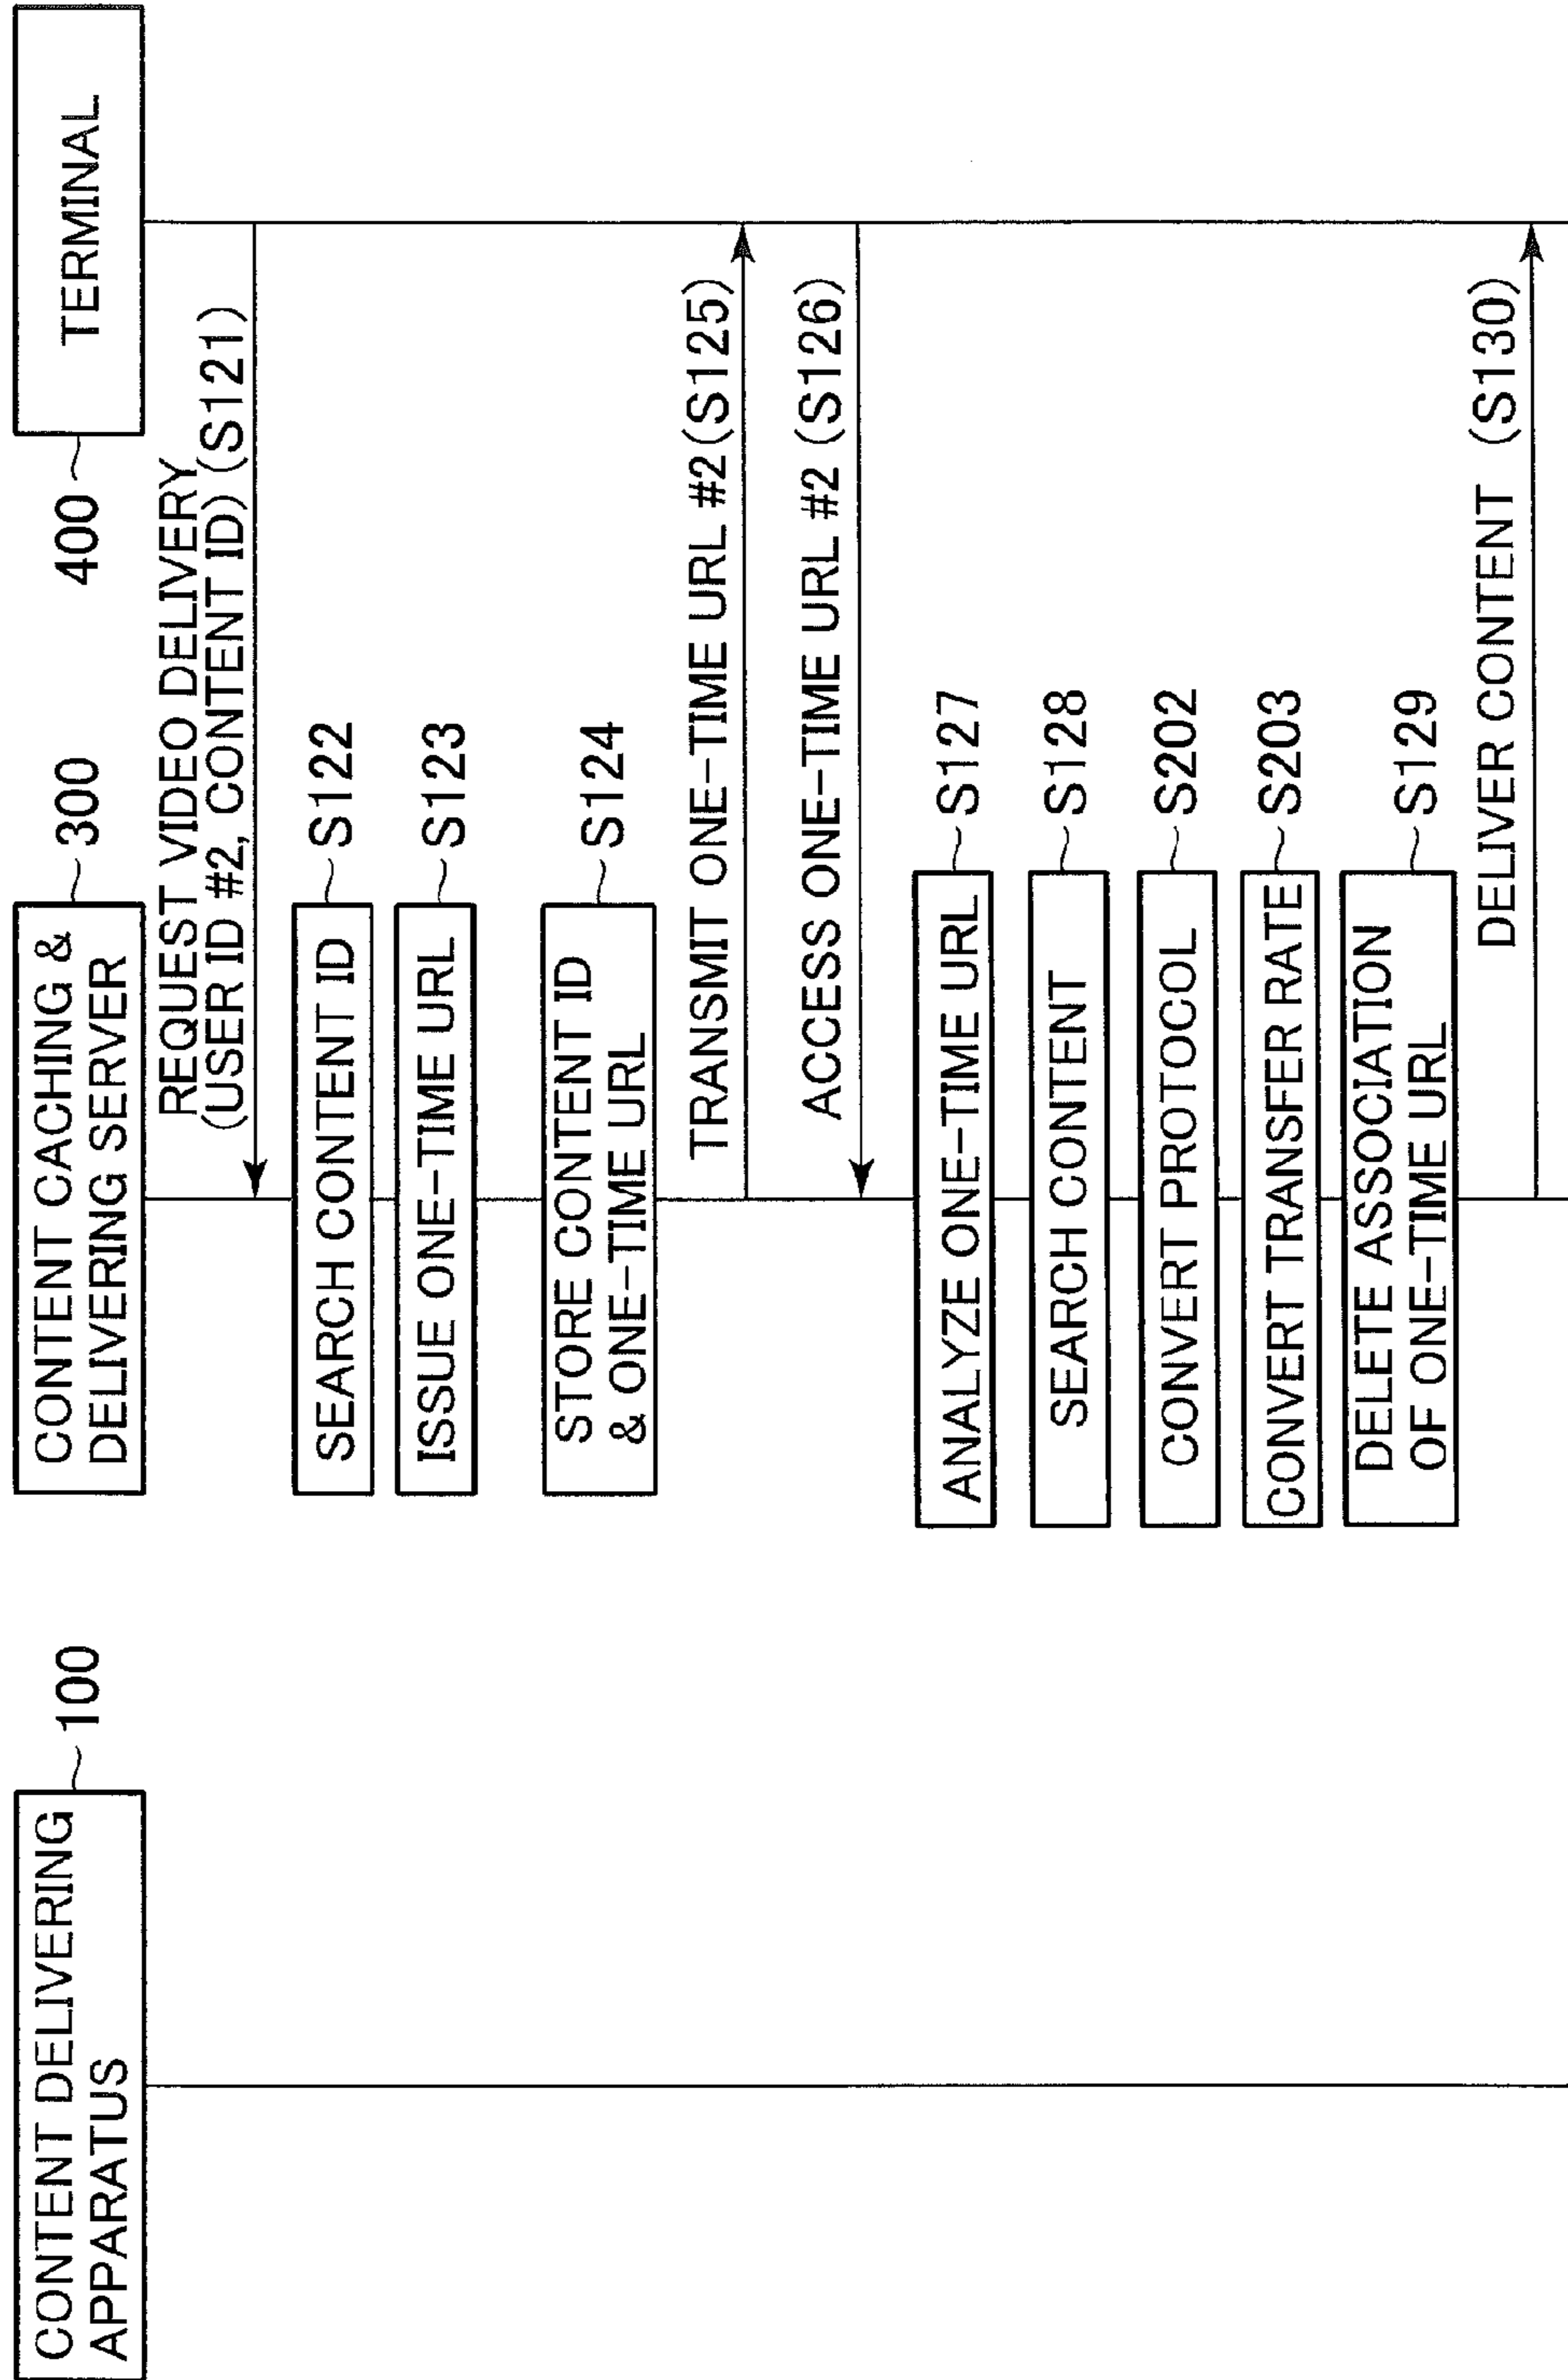 CONTENT DELIVERING
APPARATUS
100
CONTENT CACHING &
DELIVERING SERVER
300
TERMINAL
400
REQUEST VIDEO DELIVERY
(USER ID #2, CONTENT ID) (S121)
SEARCH CONTENT ID
S122
ISSUE ONE-TIME URL
S123
STORE CONTENT ID
& ONE-TIME URL
S124
TRANSMIT ONE-TIME URL #2(S125)
ACCESS ONE-TIME URL #2 (S126)
ANALYZE ONE-TIME URL
S127
SEARCH CONTENT
S128
CONVERT PROTOCOL
S202
CONVERT TRANSFER RATE
S203
DELETE ASSOCIATION
OF ONE-TIME URL
S129
DELIVER CONTENT (S130)